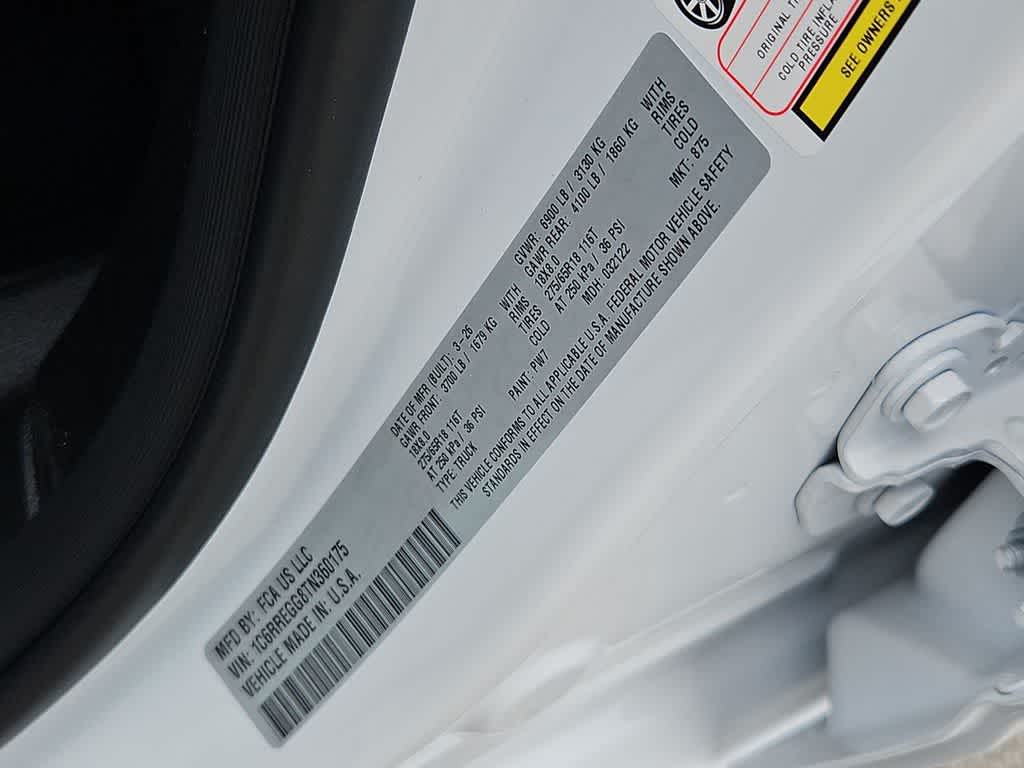 MFD BY: FCA US LLC
VIN: 1C6RREGG8TN360175
VEHICLE MADE IN: U.S.A.
DATE OF MFR (BUILT): 3-26
GAWR FRONT: 3700 LB / 1679 KG WITH
18X8.0 RIMS
275/65R18 116T TIRES
AT 250 kPa / 36 PSI COLD
TYPE: TRUCK PAINT: PW7
GVWR: 6900 LB / 3130 KG
GAWR REAR: 4100 LB / 1860 KG WITH
18X8.0 RIMS
275/65R18 116T TIRES
AT 250 kPa / 36 PSI COLD
MDH: 032122 MKT: 875
THIS VEHICLE CONFORMS TO ALL APPLICABLE U.S.A. FEDERAL MOTOR VEHICLE SAFETY
STANDARDS IN EFFECT ON THE DATE OF MANUFACTURE SHOWN ABOVE.
ORIGINAL
COLD TIRE
PRESSURE
SEE OWNERS